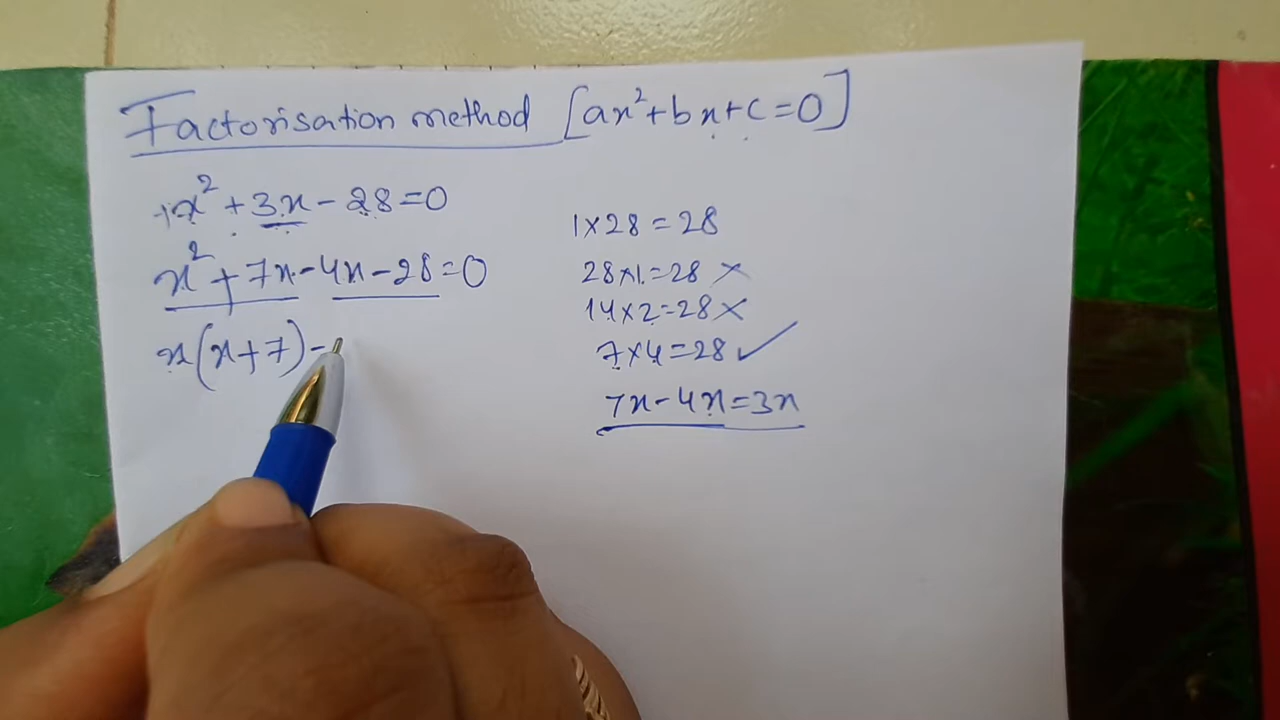 Factorisation method [ax²+bx+c=0]
1x²+3x-28=0
x²+7x-4x-28=0
x(x+7)-
1×28=28
28×1=28 ×
14×2=28 ×
7×4=28 ✓
7x-4x=3x